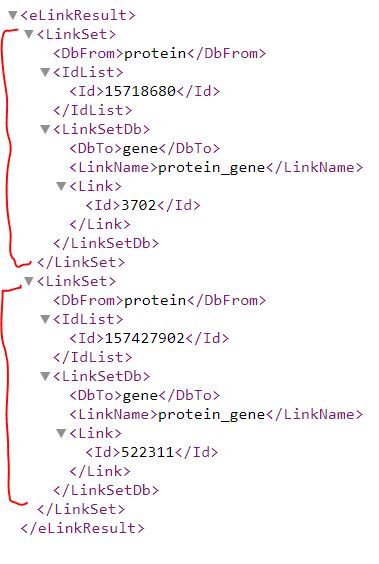 <eLinkResult>
<LinkSet>
<DbFrom>protein</DbFrom>
<IdList>
<Id>15718680</Id>
</IdList>
<LinkSetDb>
<DbTo>gene</DbTo>
<LinkName>protein_gene</LinkName>
<Link>
<Id>3702</Id>
</Link>
</LinkSetDb>
</LinkSet>
<LinkSet>
<DbFrom>protein</DbFrom>
<IdList>
<Id>157427902</Id>
</IdList>
<LinkSetDb>
<DbTo>gene</DbTo>
<LinkName>protein_gene</LinkName>
<Link>
<Id>522311</Id>
</Link>
</LinkSetDb>
</LinkSet>
</eLinkResult>